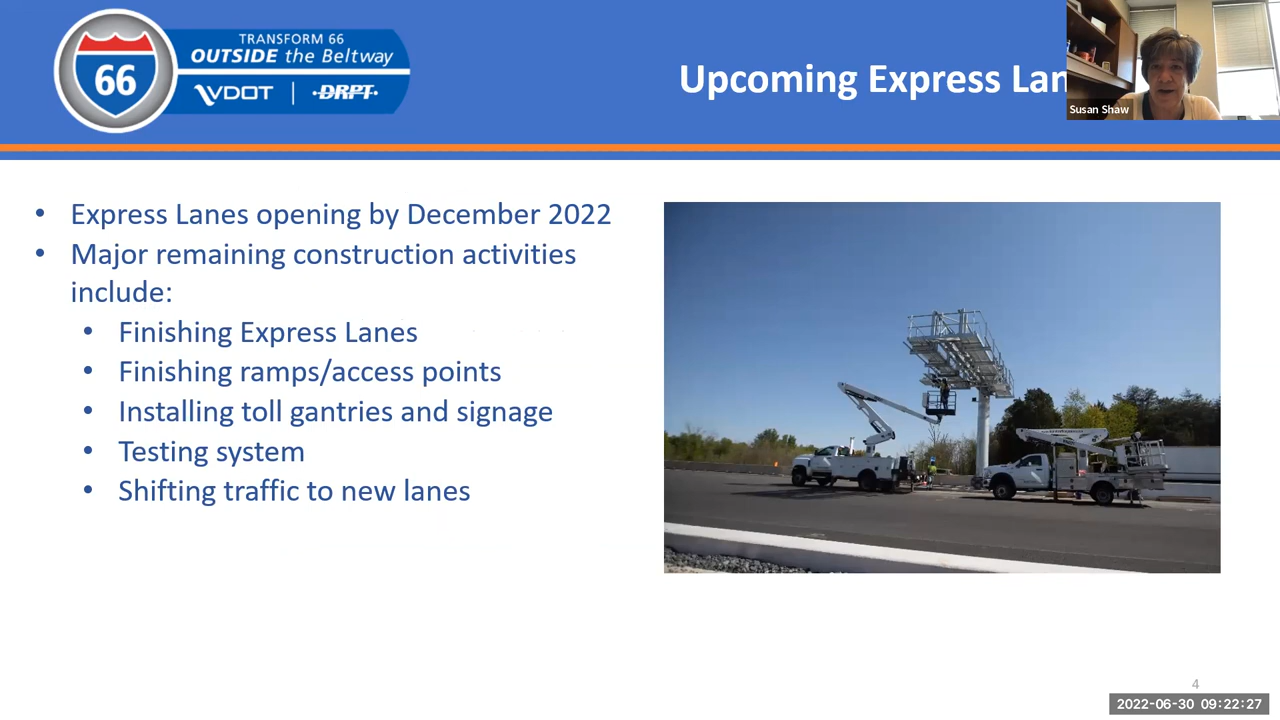 TRANSFORM 66
OUTSIDE the Beltway
66
VDOT | DRPT
Upcoming Express Lan
Susan Shaw
• Express Lanes opening by December 2022
• Major remaining construction activities
include:
• Finishing Express Lanes
• Finishing ramps/access points
• Installing toll gantries and signage
• Testing system
• Shifting traffic to new lanes
4
2022-06-30 09:22:27